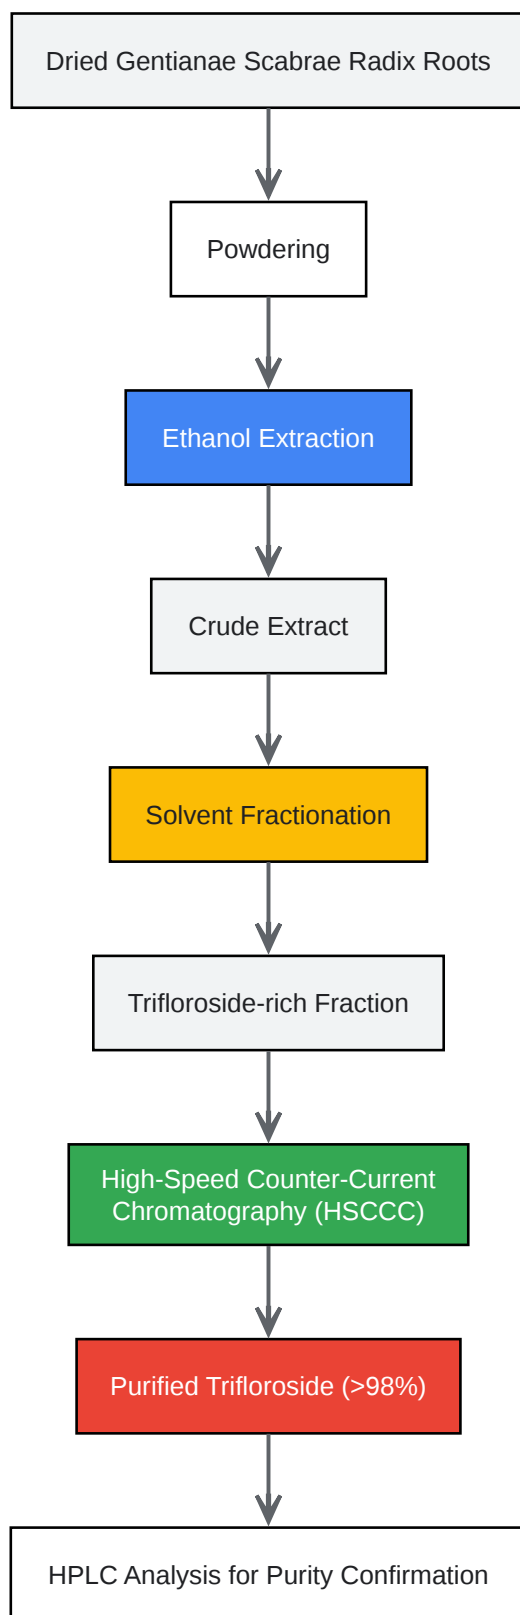 Dried Gentianae Scabrae Radix Roots
Powdering
Ethanol Extraction
Crude Extract
Solvent Fractionation
Trifloroside-rich Fraction
High-Speed Counter-Current
Chromatography (HSCCC)
Purified Trifloroside (>98%)
HPLC Analysis for Purity Confirmation